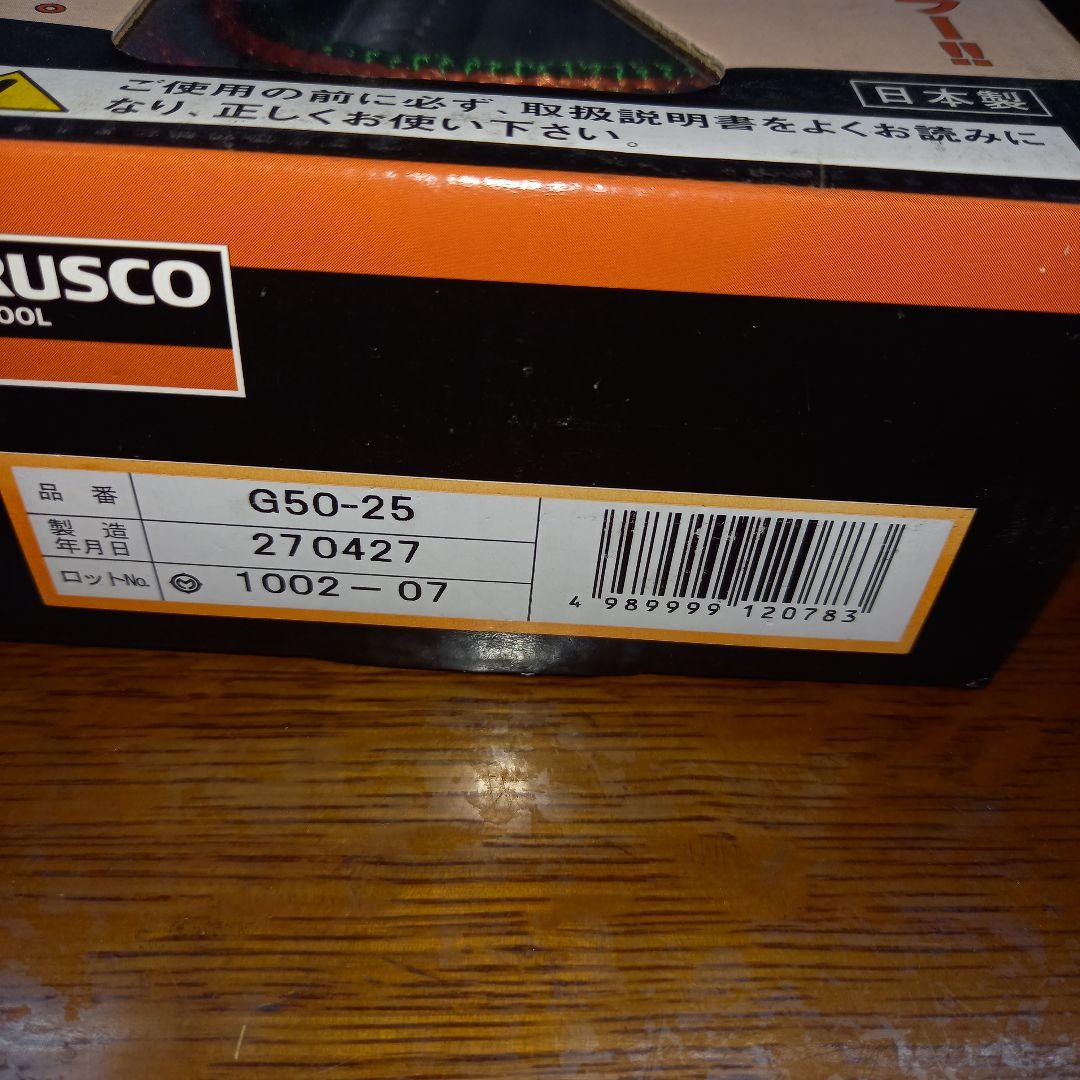 ラー!!
日本製
ご使用の前に必ず、取扱説明書をよくお読みに
なり、正しくお使い下さい。
RUSCO
OOL
品 番 G50-25
製 造
年月日 270427
ロットNo. 1002-07
4 989999 120783